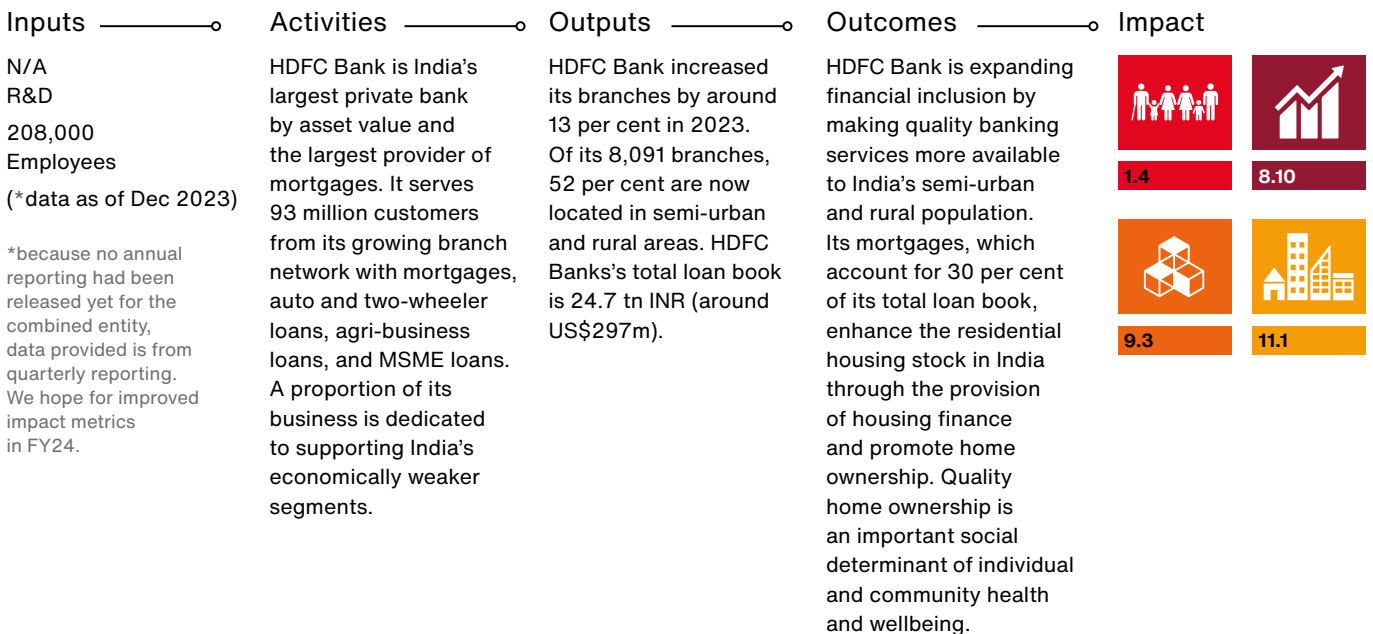 Inputs
N/A
R&D
208,000
Employees
(*data as of Dec 2023)
*because no annual
reporting had been
released yet for the
combined entity,
data provided is from
quarterly reporting.
We hope for improved
impact metrics
in FY24.
Activities
HDFC Bank is India's
largest private bank
by asset value and
the largest provider of
mortgages. It serves
93 million customers
from its growing branch
network with mortgages,
auto and two-wheeler
loans, agri-business
loans, and MSME loans.
A proportion of its
business is dedicated
to supporting India's
economically weaker
segments.
Outputs
HDFC Bank increased
its branches by around
13 per cent in 2023.
Of its 8,091 branches,
52 per cent are now
located in semi-urban
and rural areas. HDFC
Banks's total loan book
is 24.7 tn INR (around
US$297m).
Outcomes
HDFC Bank is expanding
financial inclusion by
making quality banking
services more available
to India's semi-urban
and rural population.
Its mortgages, which
account for 30 per cent
of its total loan book,
enhance the residential
housing stock in India
through the provision
of housing finance
and promote home
ownership. Quality
home ownership is
an important social
determinant of individual
and community health
and wellbeing.
Impact
1.4
8.10
9.3
11.1